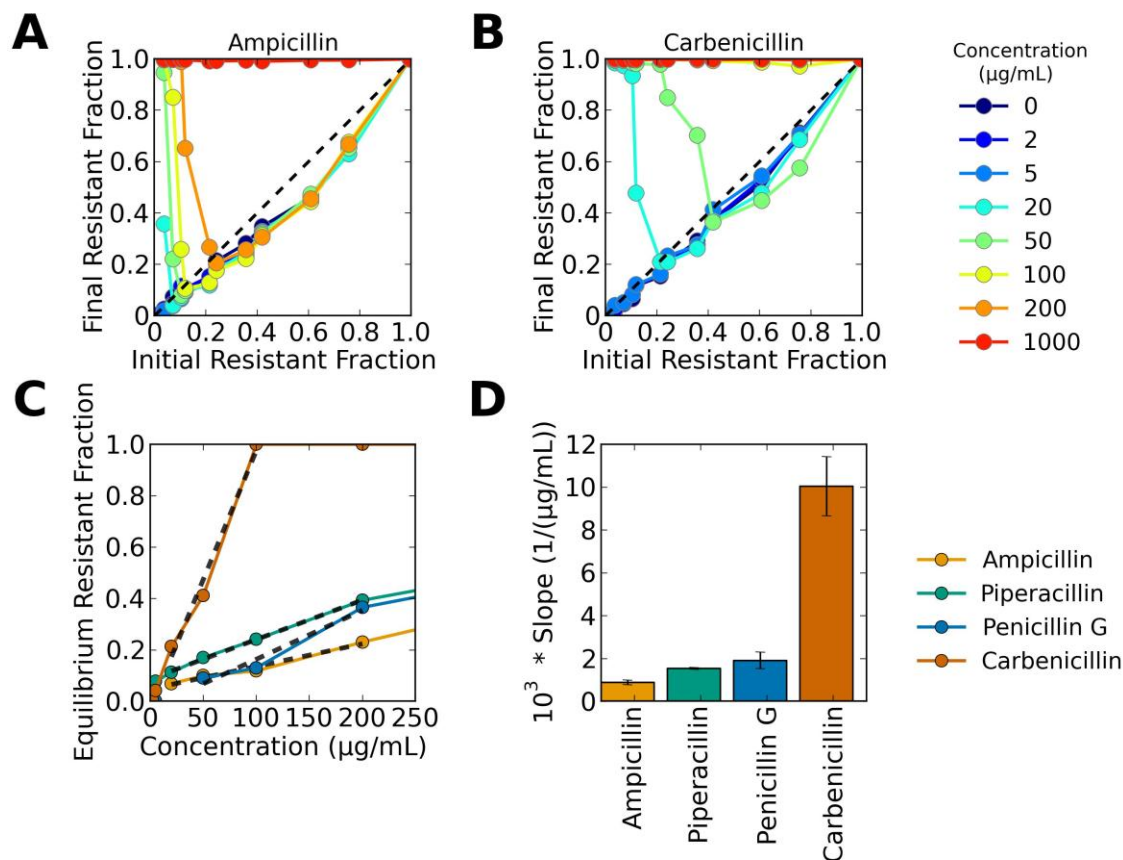 A
Ampicillin
Final Resistant Fraction
1.0
0.8
0.6
0.4
0.2
0
0 0.2 0.4 0.6 0.8 1.0
Initial Resistant Fraction
B
Carbenicillin
Final Resistant Fraction
1.0
0.8
0.6
0.4
0.2
0
0 0.2 0.4 0.6 0.8 1.0
Initial Resistant Fraction
Concentration
(µg/mL)
0
2
5
20
50
100
200
1000
C
Equilibrium Resistant Fraction
1.0
0.8
0.6
0.4
0.2
0.0
0 50 100 150 200 250
Concentration (µg/mL)
D
10³ * Slope (1/(µg/mL))
12
10
8
6
4
2
0
Ampicillin
Piperacillin
Penicillin G
Carbenicillin
Ampicillin
Piperacillin
Penicillin G
Carbenicillin